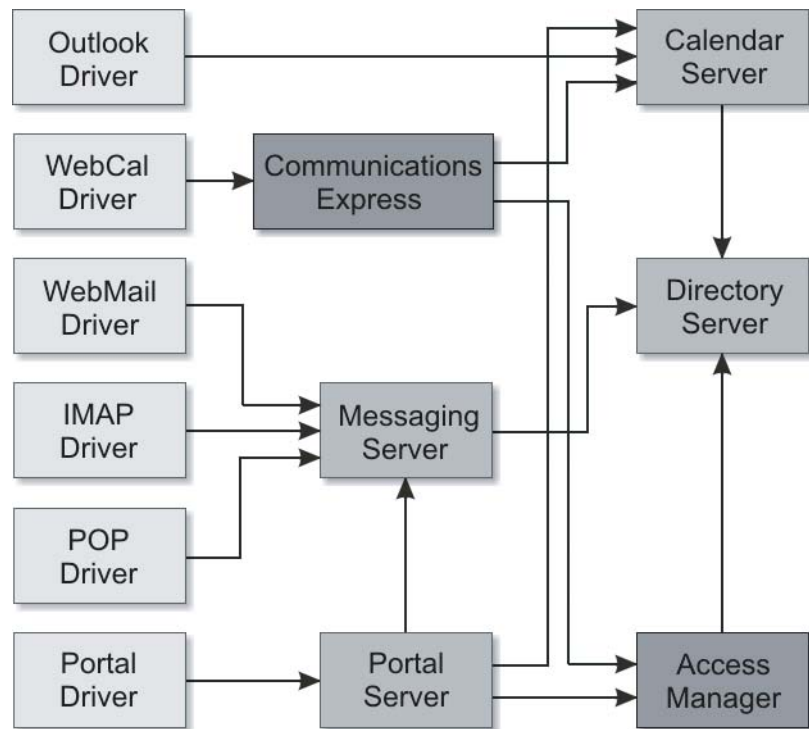 Outlook
Driver
Calendar
Server
WebCal
Driver
Communications
Express
WebMail
Driver
Directory
Server
IMAP
Driver
Messaging
Server
POP
Driver
Portal
Driver
Portal
Server
Access
Manager